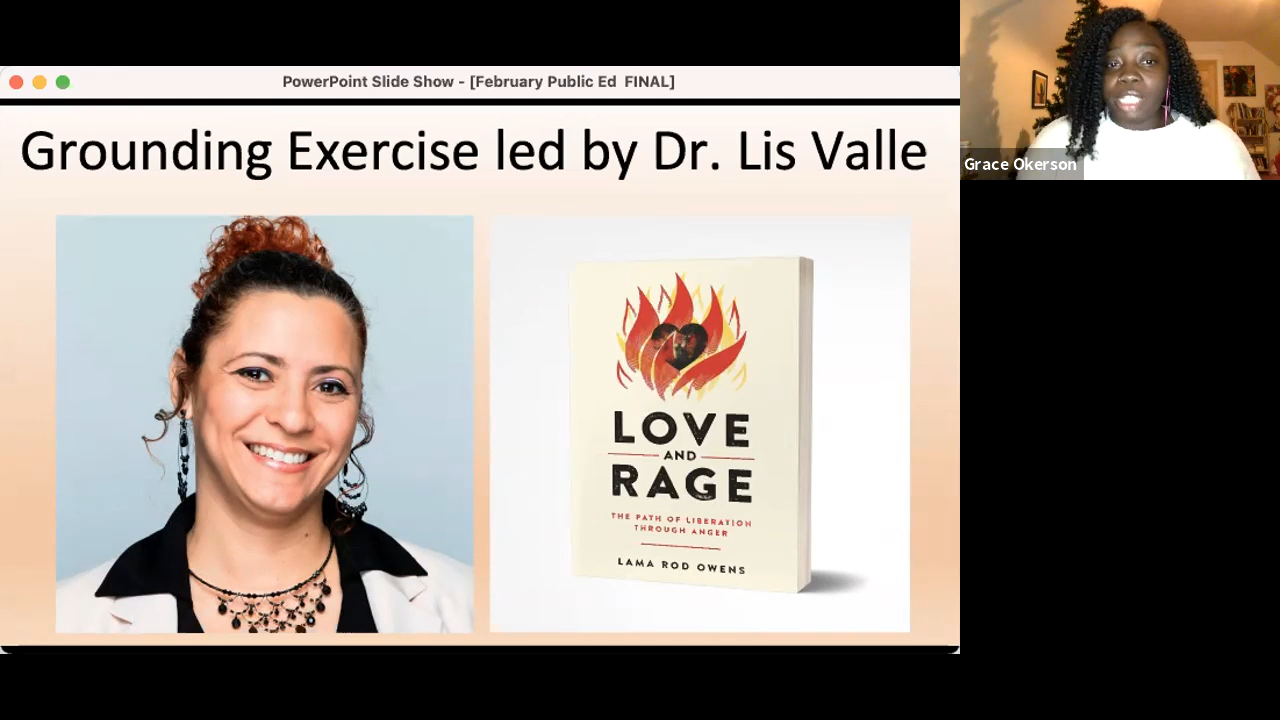 PowerPoint Slide Show - [February Public Ed  FINAL]
Grounding Exercise led by Dr. Lis Valle
LOVE
AND
RAGE
THE PATH OF LIBERATION
THROUGH ANGER
LAMA ROD OWENS
Grace Okerson